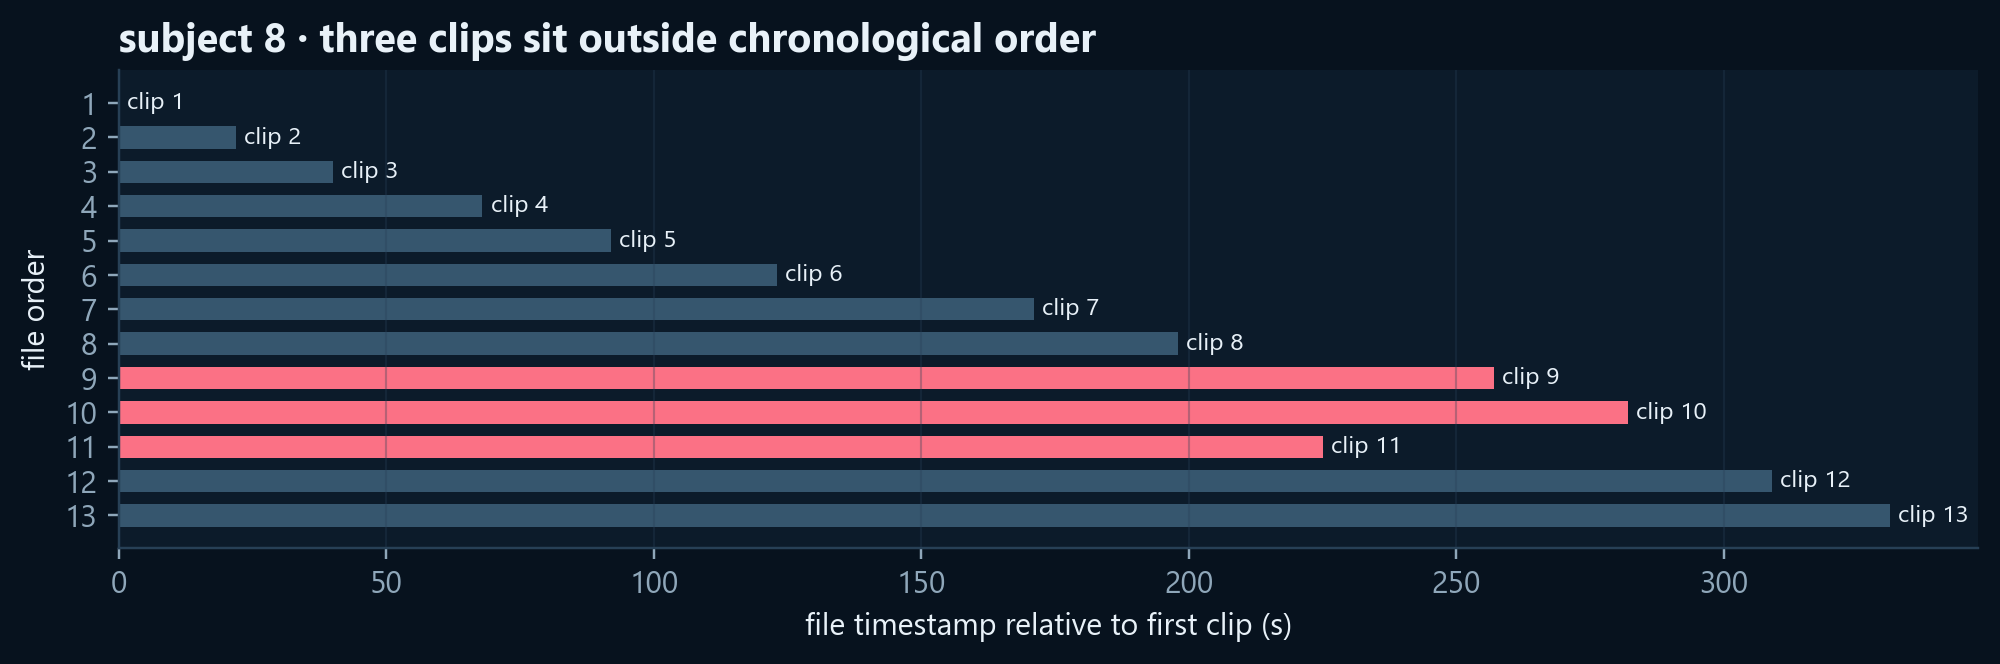 subject 8 · three clips sit outside chronological order
1 clip 1
2 clip 2
3 clip 3
4 clip 4
5 clip 5
6 clip 6
7 clip 7
8 clip 8
9 clip 9
10 clip 10
11 clip 11
12 clip 12
13 clip 13
file order
0 50 100 150 200 250 300
file timestamp relative to first clip (s)